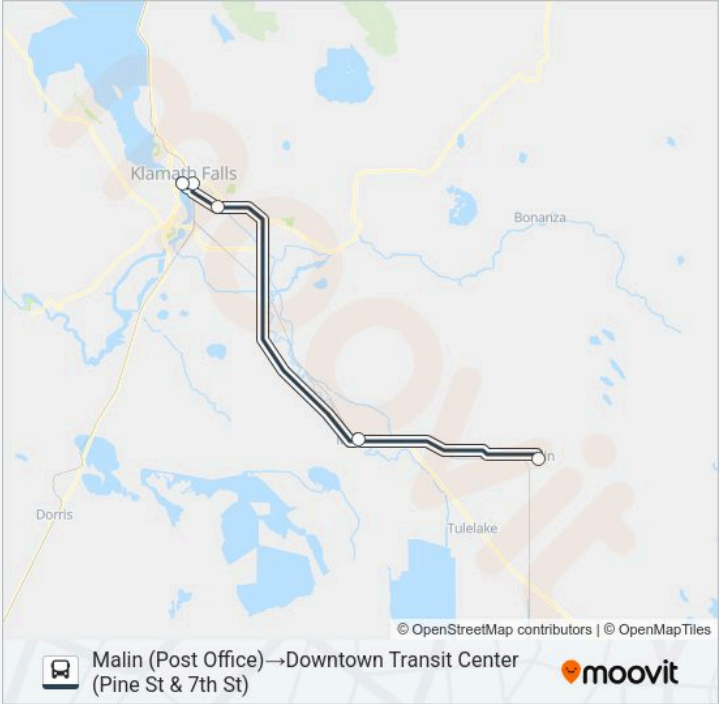 Klamath Falls
Bonanza
Dorris
Tulelake
© OpenStreetMap contributors | © OpenMapTiles
Malin (Post Office)→Downtown Transit Center
(Pine St & 7th St)
moovit
moovit